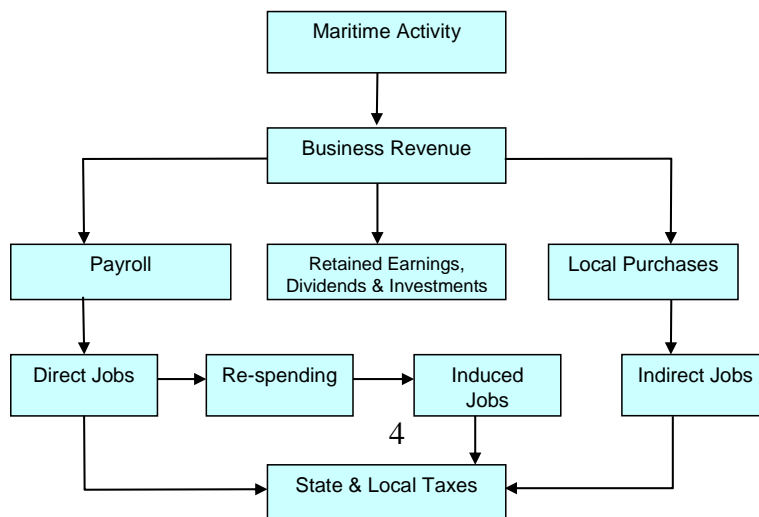 Maritime Activity
Business Revenue
Payroll
Retained Earnings,
Dividends & Investments
Local Purchases
Direct Jobs
Re-spending
Induced
Jobs
Indirect Jobs
4
State & Local Taxes